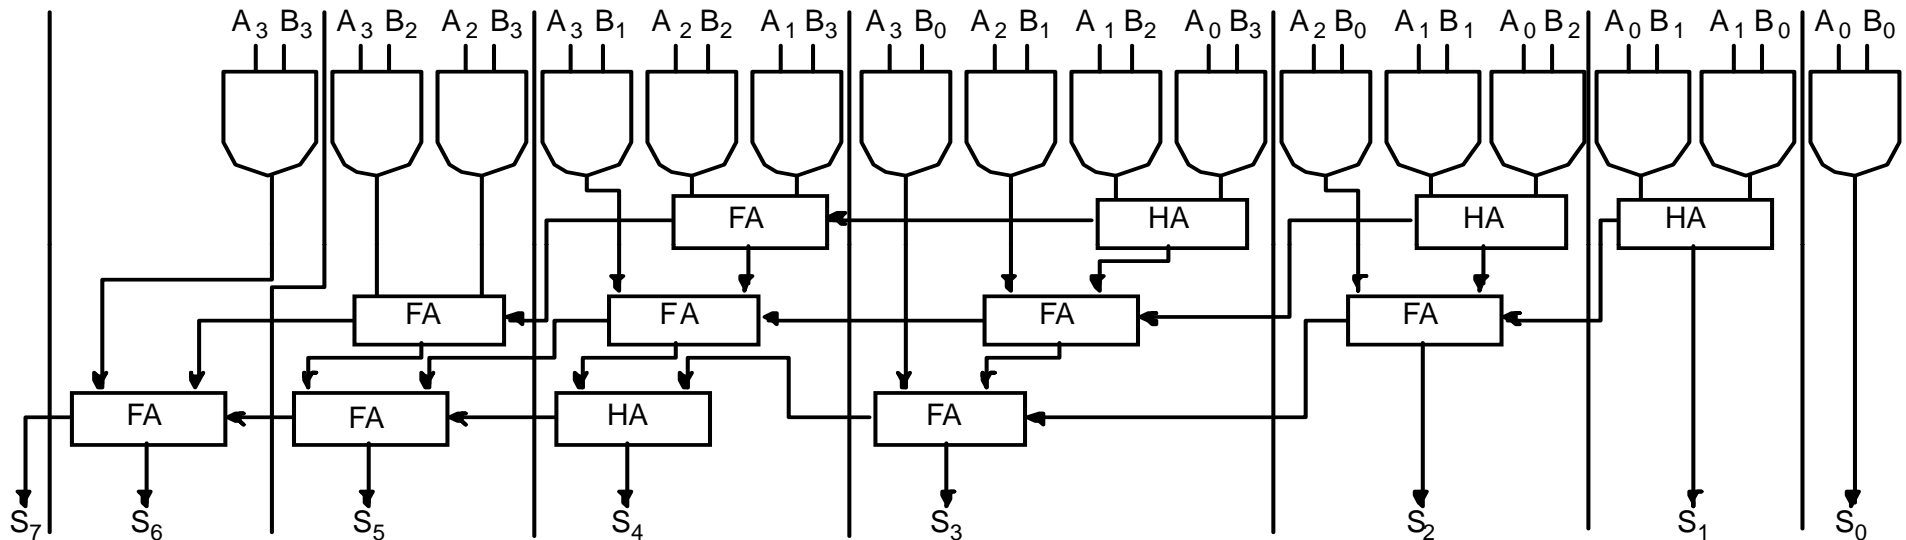 A3 B3 A3 B2 A2 B3 A3 B1 A2 B2 A1 B3 A3 B0 A2 B1 A1 B2 A0 B3 A2 B0 A1 B1 A0 B2 A0 B1 A1 B0 A0 B0
FA HA HA HA
FA FA FA FA
FA FA HA FA
S7 S6 S5 S4 S3 S2 S1 S0